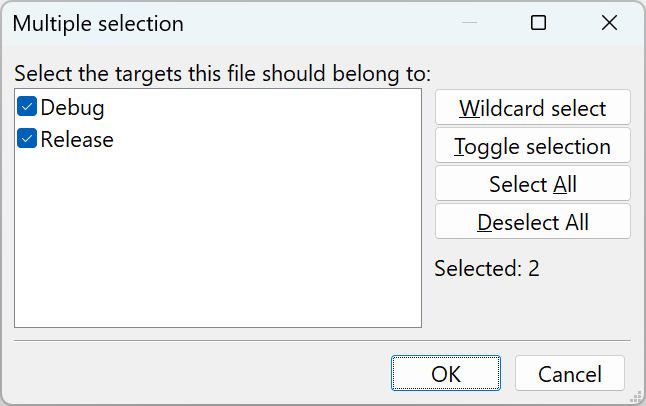 Multiple selection
Select the targets this file should belong to:
Debug
Release
Wildcard select
Toggle selection
Select All
Deselect All
Selected: 2
OK
Cancel